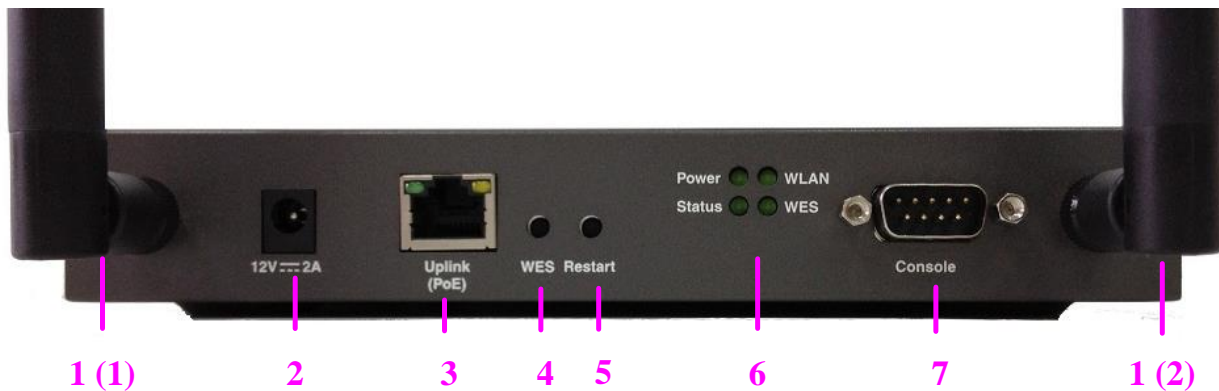 Power WLAN
Status WES
12V⎓2A
Uplink
(PoE)
WES Restart
Console
1 (1) 2 3 4 5 6 7 1 (2)